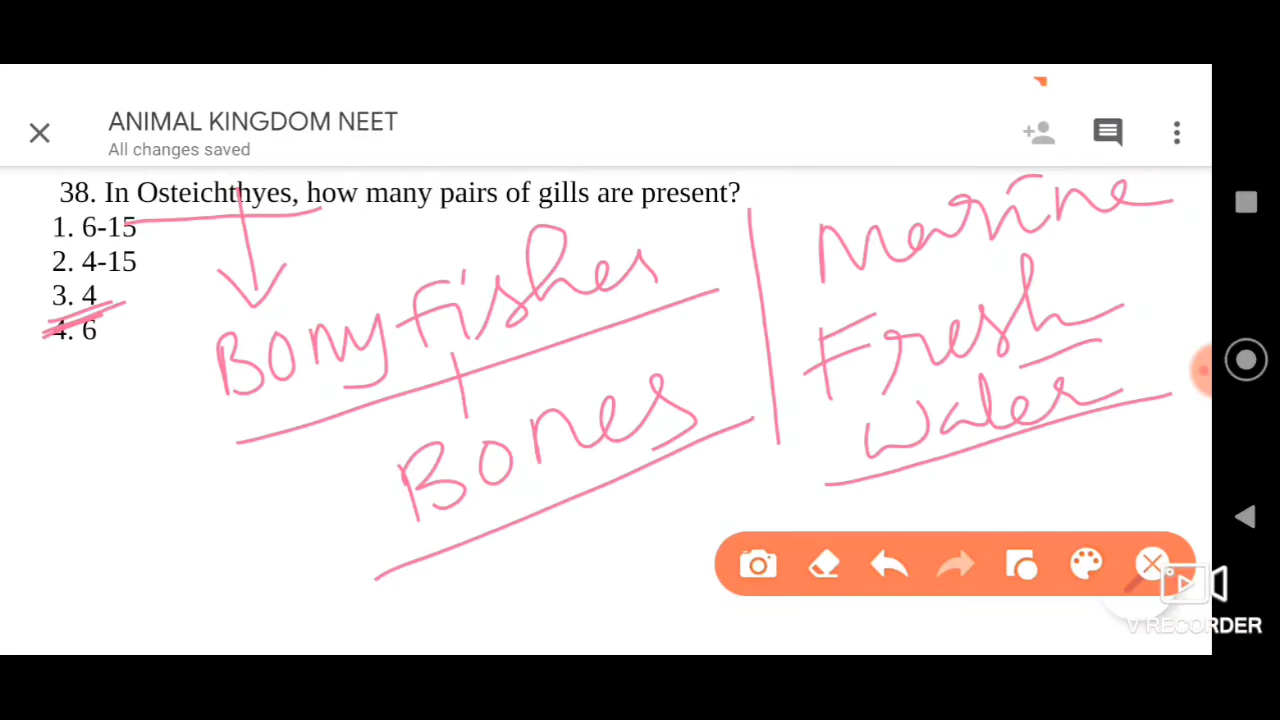 ANIMAL KINGDOM NEET
All changes saved
38. In Osteichthyes, how many pairs of gills are present?
1. 6-15
2. 4-15
3. 4
4. 6
Bony fishes
Bones
Marine
Fresh
water
V RECORDER